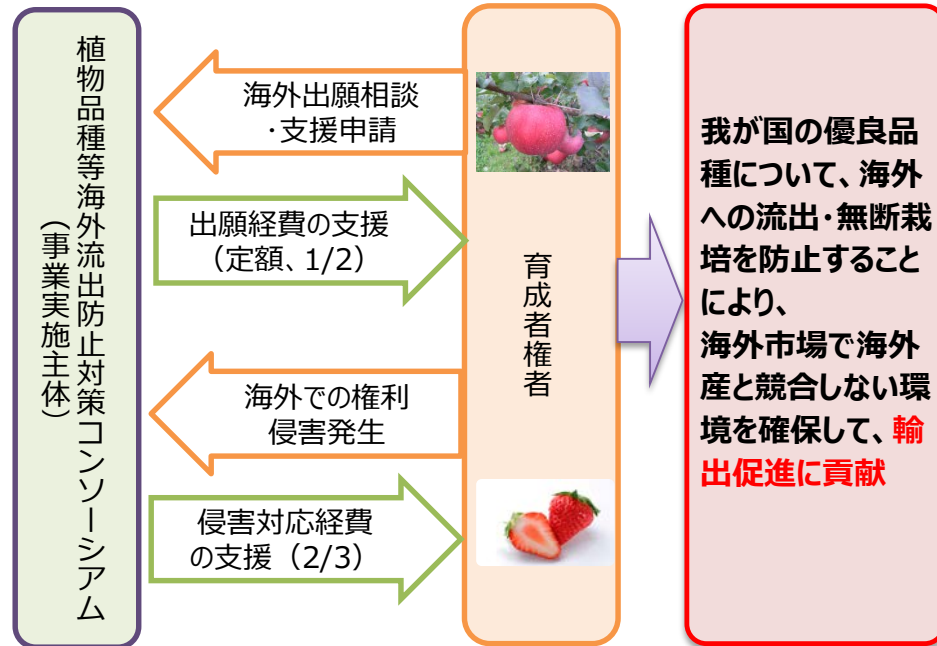 植物品種等海外流出防止対策コンソーシアム
(事業実施主体)
海外出願相談
・支援申請
出願経費の支援
(定額、1/2)
海外での権利
侵害発生
侵害対応経費
の支援(2/3)
育成者権者
我が国の優良品
種について、海外
への流出・無断栽
培を防止すること
により、
海外市場で海外
産と競合しない環
境を確保して、輸
出促進に貢献